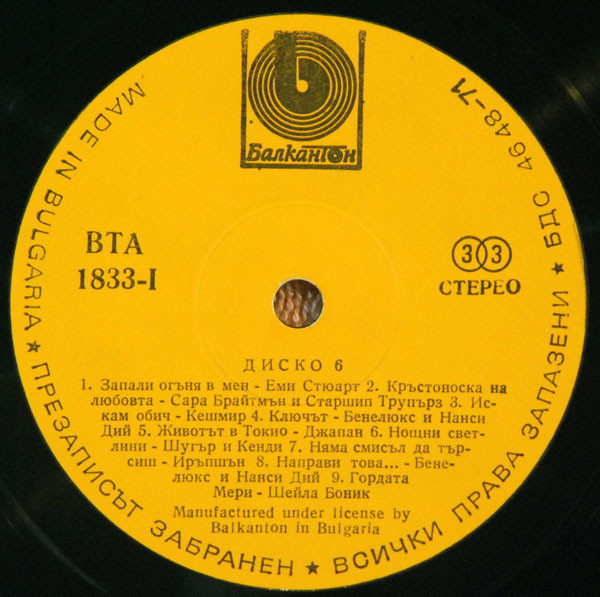 Балкантон
ВТА
1833-I
33
СТЕРЕО
ДИСКО 6
1. Запали огъня в мен - Еми Стюарт 2. Кръстоноска на
любовта - Сара Брайтмън и Старшип Трупърз 3. Ис-
кам обич - Кешмир 4. Ключът - Бенелюкс и Нанси
Дий 5. Животът в Токио - Джапан 6. Нощни свет-
лини - Шугър и Кенди 7. Няма смисъл да тър-
сиш - Иръпшън 8. Направи това... - Бене-
люкс и Нанси Дий 9. Гордата
Мери - Шейла Боник
Manufactured under license by
Balkanton in Bulgaria
MADE IN BULGARIA ★ ПРЕЗАПИСЪТ ЗАБРАНЕН ★ ВСИЧКИ ПРАВА ЗАПАЗЕНИ ★ БДС 4648-71